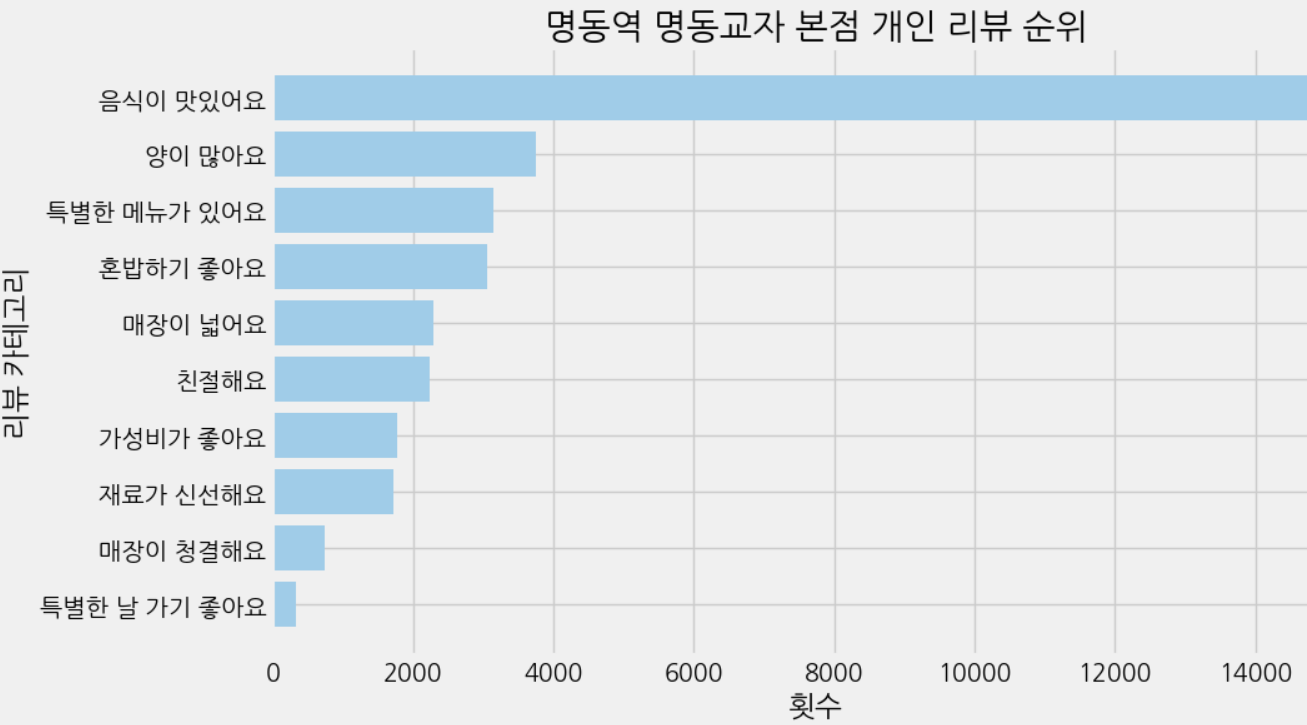 명동역 명동교자 본점 개인 리뷰 순위
음식이 맛있어요
양이 많아요
특별한 메뉴가 있어요
혼밥하기 좋아요
매장이 넓어요
친절해요
가성비가 좋아요
재료가 신선해요
매장이 청결해요
특별한 날 가기 좋아요
리뷰 카테고리
0 2000 4000 6000 8000 10000 12000 14000
횟수